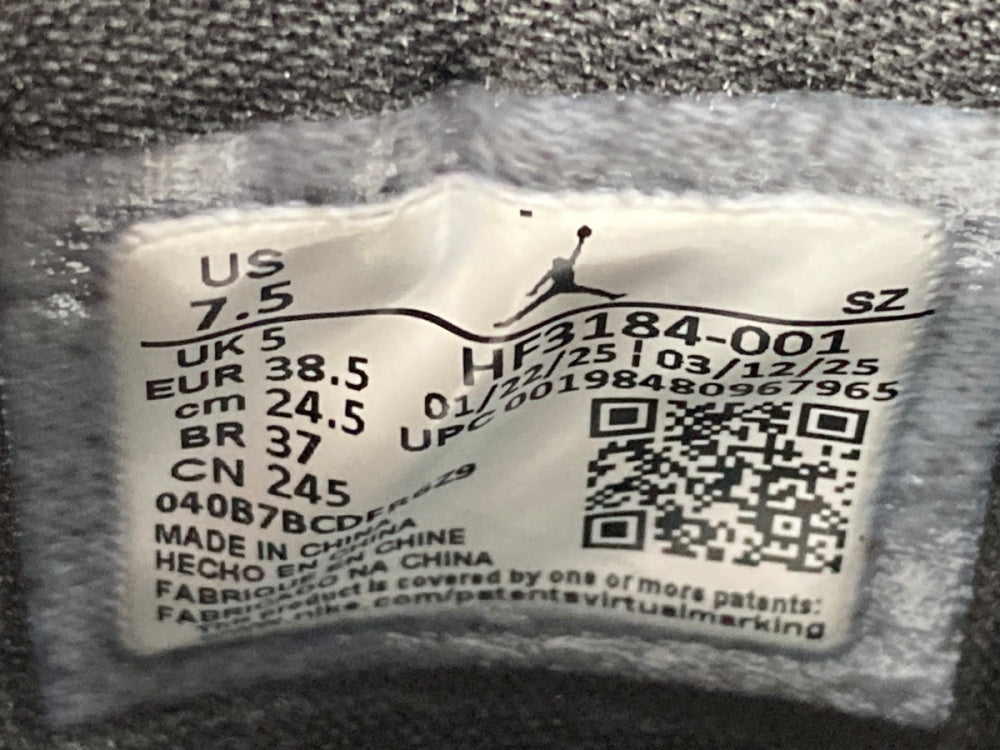 US
7.5
SZ
UK 5
EUR 38.5
cm 24.5
BR 37
CN 245
HF3184-001
01/22/25 | 03/12/25
UPC 00198480967965
MADE IN CHINA
HECHO EN CHINA
FABRIQUE EN CHINE
FABRICADO NA CHINA
This product is covered by one or more patents:
www.nike.com/patentsvirtualmarking